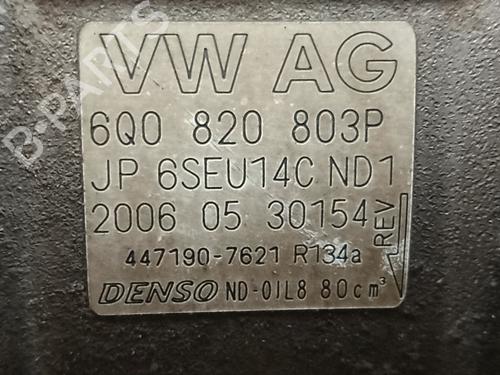 VW AG
6Q0 820 803P
JP 6SEU14C ND1
2006 05 30154
REV
447190-7621 R134a
DENSO ND-OIL8 80cm³
B-PARTS